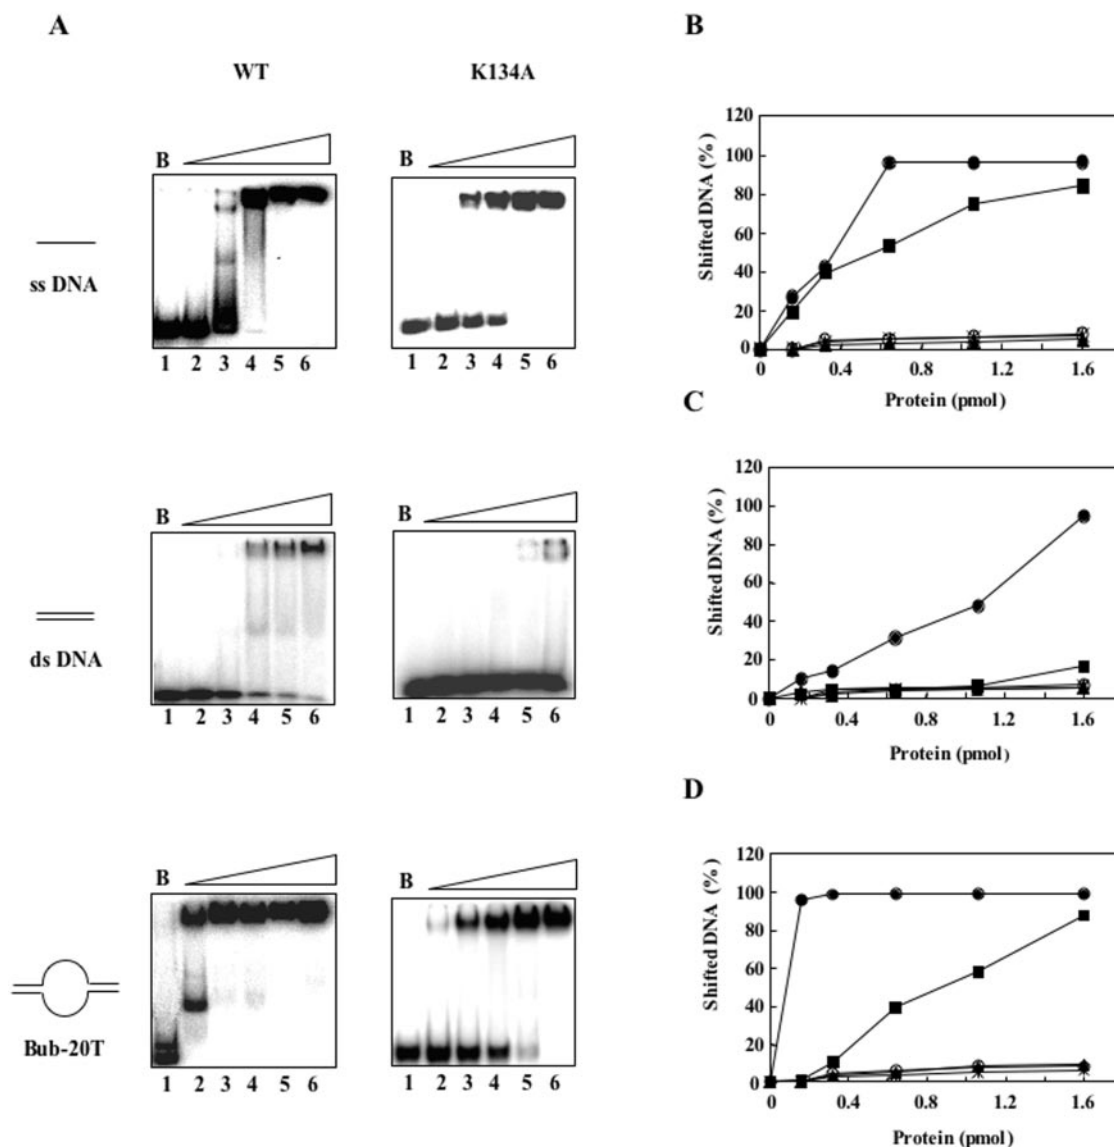 A
WT
K134A
B
B
ss DNA
1 2 3 4 5 6
1 2 3 4 5 6
B
B
ds DNA
1 2 3 4 5 6
1 2 3 4 5 6
B
B
Bub-20T
1 2 3 4 5 6
1 2 3 4 5 6
B
Shifted DNA (%)
120
100
80
60
40
20
0
0 0.4 0.8 1.2 1.6
Protein (pmol)
C
Shifted DNA (%)
120
100
80
60
40
20
0
0 0.4 0.8 1.2 1.6
Protein (pmol)
D
Shifted DNA (%)
120
100
80
60
40
20
0
0 0.4 0.8 1.2 1.6
Protein (pmol)